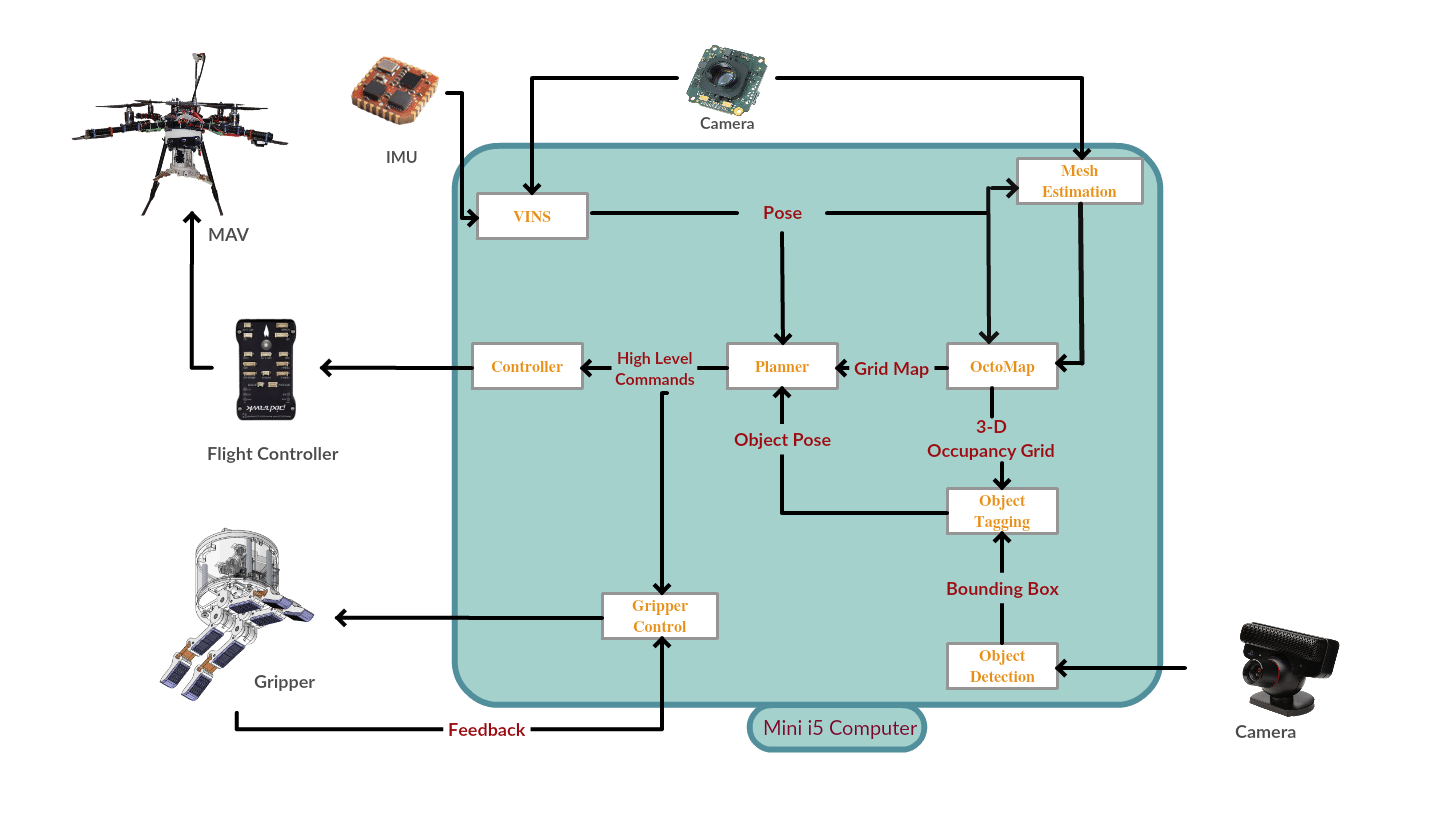 Camera
IMU
Mesh
Estimation
VINS
Pose
MAV
High Level
Commands
Controller
Planner
Grid Map
OctoMap
3-D
Occupancy Grid
Object Pose
Flight Controller
Object
Tagging
Bounding Box
Gripper
Control
Object
Detection
Gripper
Feedback
Mini i5 Computer
Camera